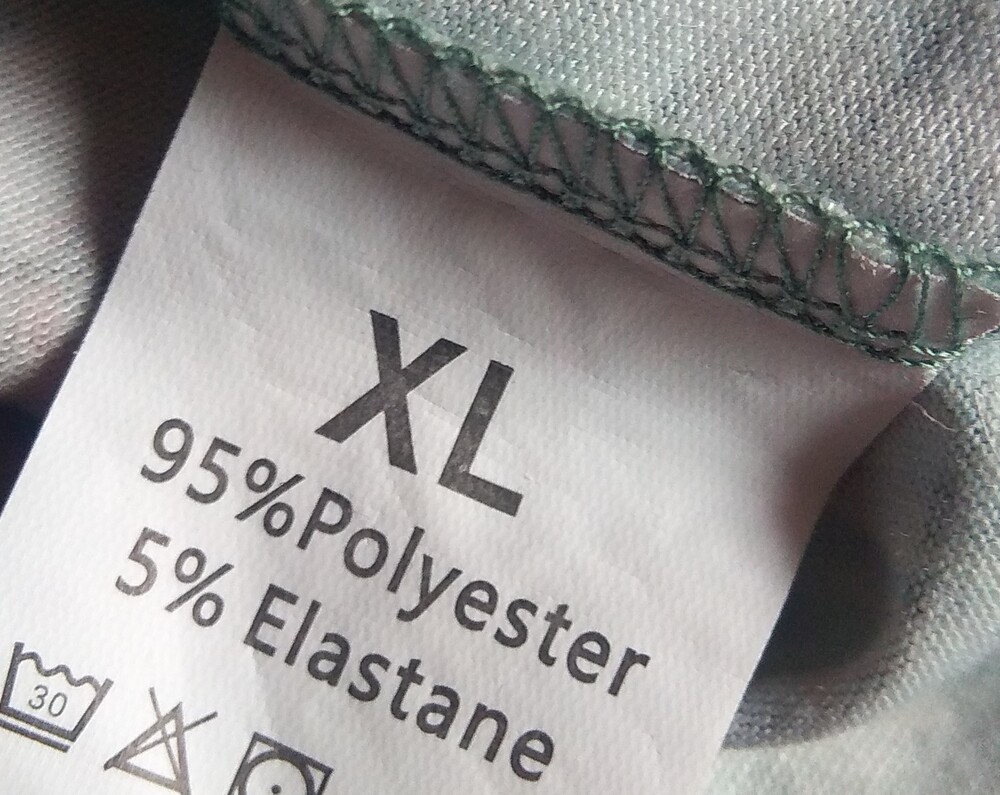 XL
95%Polyester
5% Elastane
30